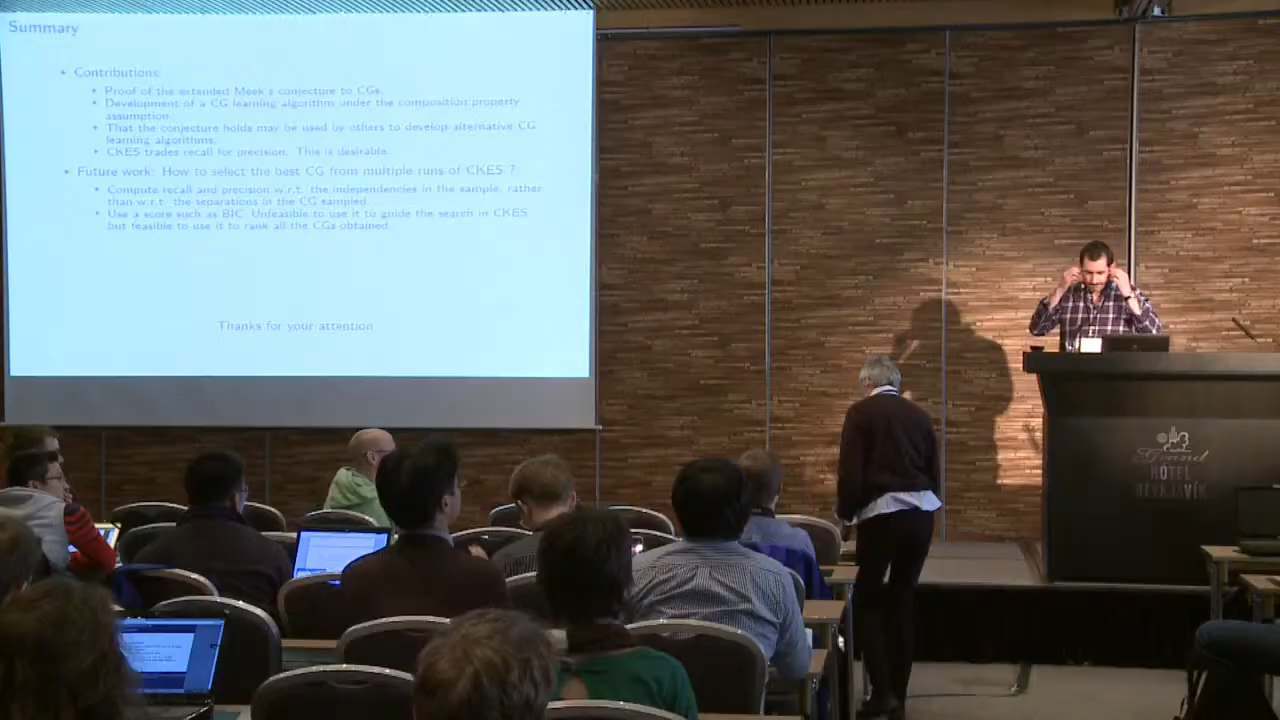 Summary
Contributions:
Proof of the extended Meek's conjecture to CGs.
Development of a CG learning algorithm under the composition property
assumption.
That the conjecture holds may be used by others to develop alternative CG
learning algorithms.
CKES trades recall for precision. This is desirable.
Future work: How to select the best CG from multiple runs of CKES ?
Compute recall and precision w.r.t. the independencies in the sample, rather
than w.r.t. the separations in the CG sampled.
Use a score such as BIC. Unfeasible to use it to guide the search in CKES
but feasible to use it to rank all the CGs obtained.
Thanks for your attention
Grand
HÓTEL
REYKJAVÍK